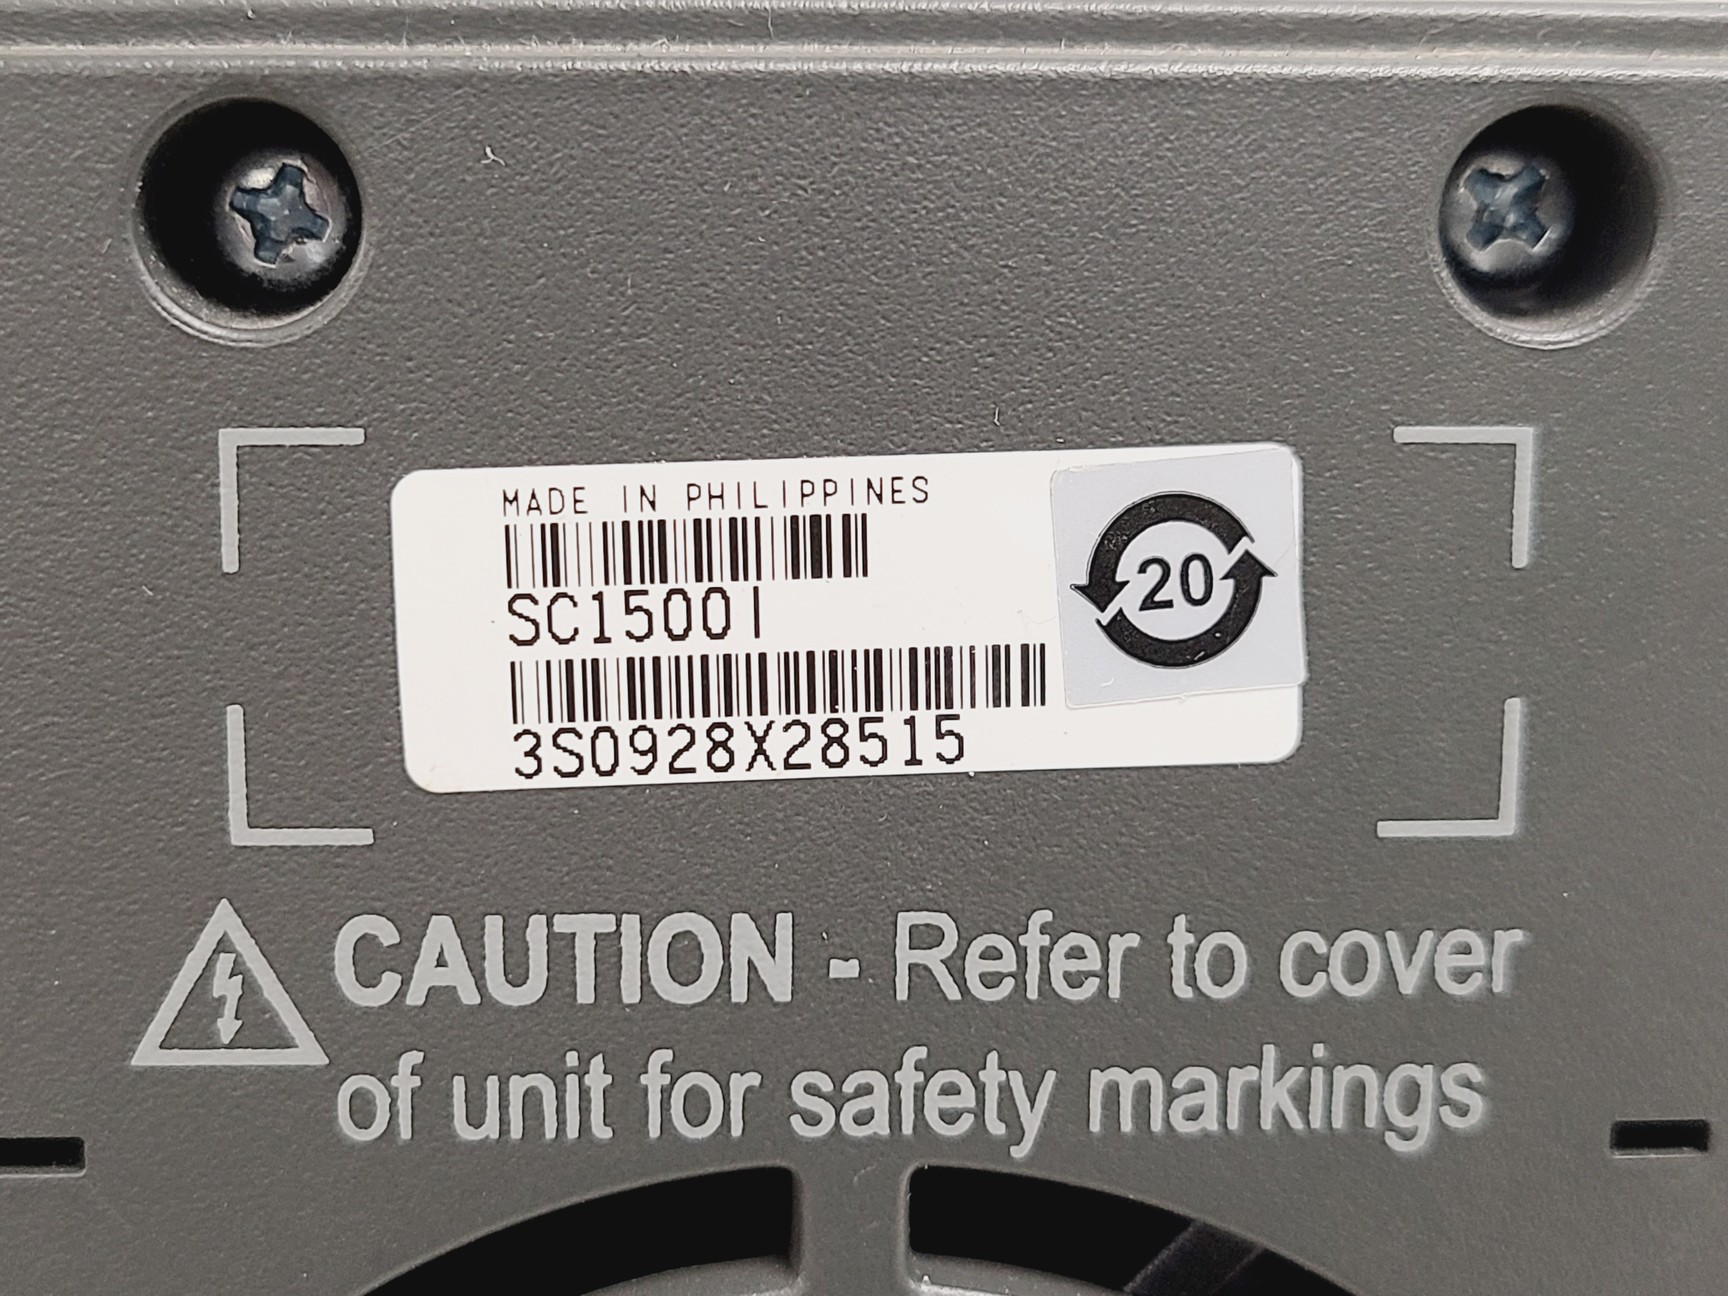 MADE IN PHILIPPINES
SC1500I
3S0928X28515
20
CAUTION - Refer to cover
of unit for safety markings